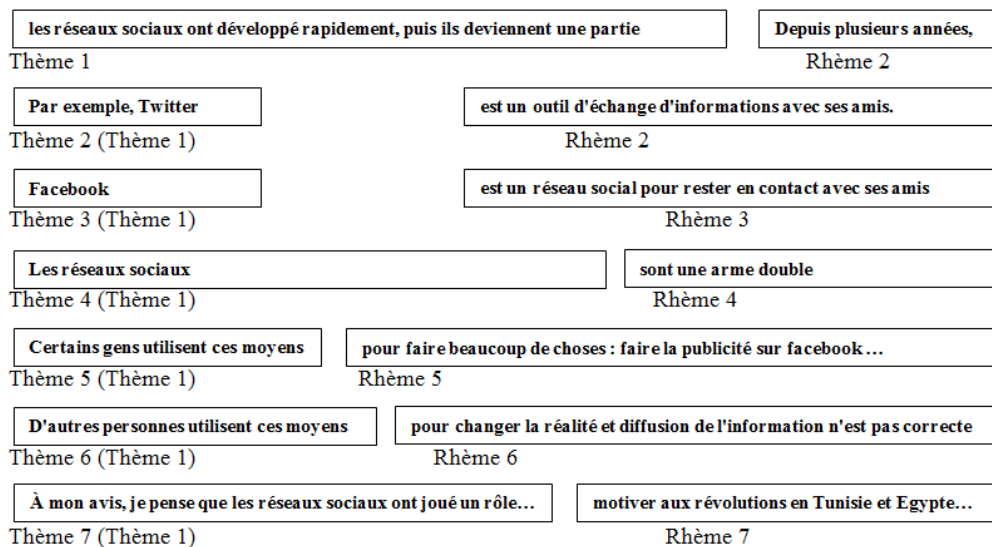 les réseaux sociaux ont développé rapidement, puis ils deviennent une partie Depuis plusieurs années,
Thème 1 Rhème 2
Par exemple, Twitter est un outil d'échange d'informations avec ses amis.
Thème 2 (Thème 1) Rhème 2
Facebook est un réseau social pour rester en contact avec ses amis
Thème 3 (Thème 1) Rhème 3
Les réseaux sociaux sont une arme double
Thème 4 (Thème 1) Rhème 4
Certains gens utilisent ces moyens pour faire beaucoup de choses : faire la publicité sur facebook…
Thème 5 (Thème 1) Rhème 5
D'autres personnes utilisent ces moyens pour changer la réalité et diffusion de l'information n'est pas correcte
Thème 6 (Thème 1) Rhème 6
À mon avis, je pense que les réseaux sociaux ont joué un rôle… motiver aux révolutions en Tunisie et Egypte…
Thème 7 (Thème 1) Rhème 7